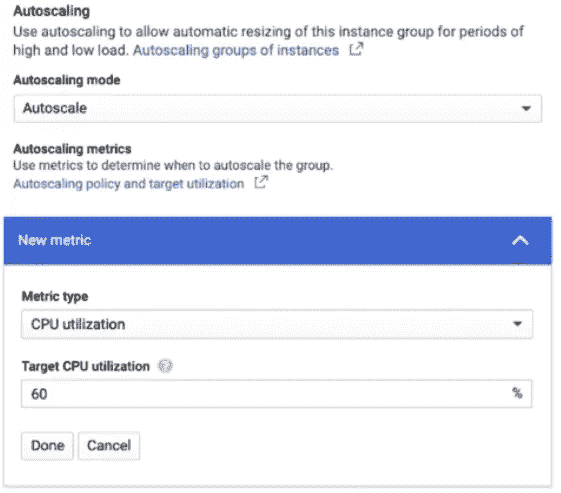 Autoscaling
Use autoscaling to allow automatic resizing of this instance group for periods of
high and low load. Autoscaling groups of instances
Autoscaling mode
Autoscale
Autoscaling metrics
Use metrics to determine when to autoscale the group.
Autoscaling policy and target utilization
New metric
Metric type
CPU utilization
Target CPU utilization ?
60 %
Done Cancel